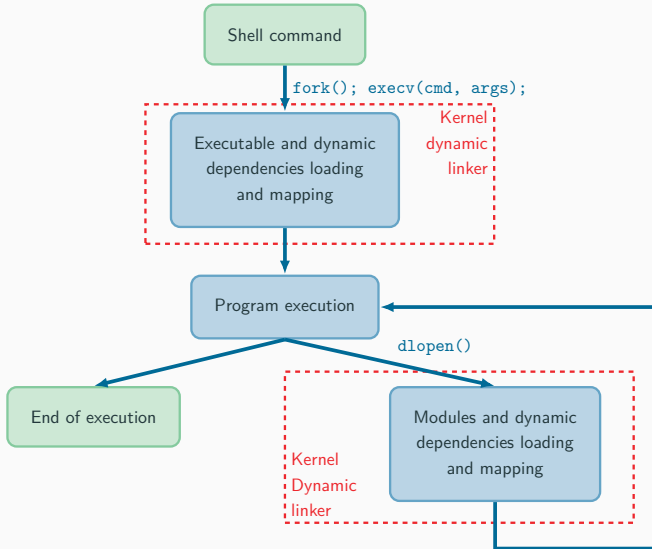 Shell command
fork(); execv(cmd, args);
Executable and dynamic
dependencies loading
and mapping
Kernel
dynamic
linker
Program execution
dlopen()
End of execution
Modules and dynamic
dependencies loading
and mapping
Kernel
Dynamic
linker